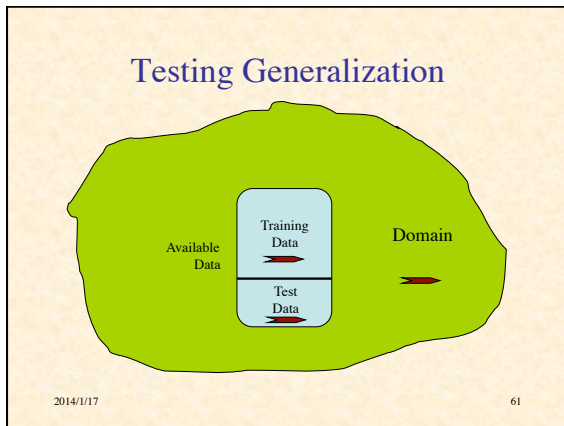 Testing Generalization
Available
Data
Training
Data
Test
Data
Domain
2014/1/17
61